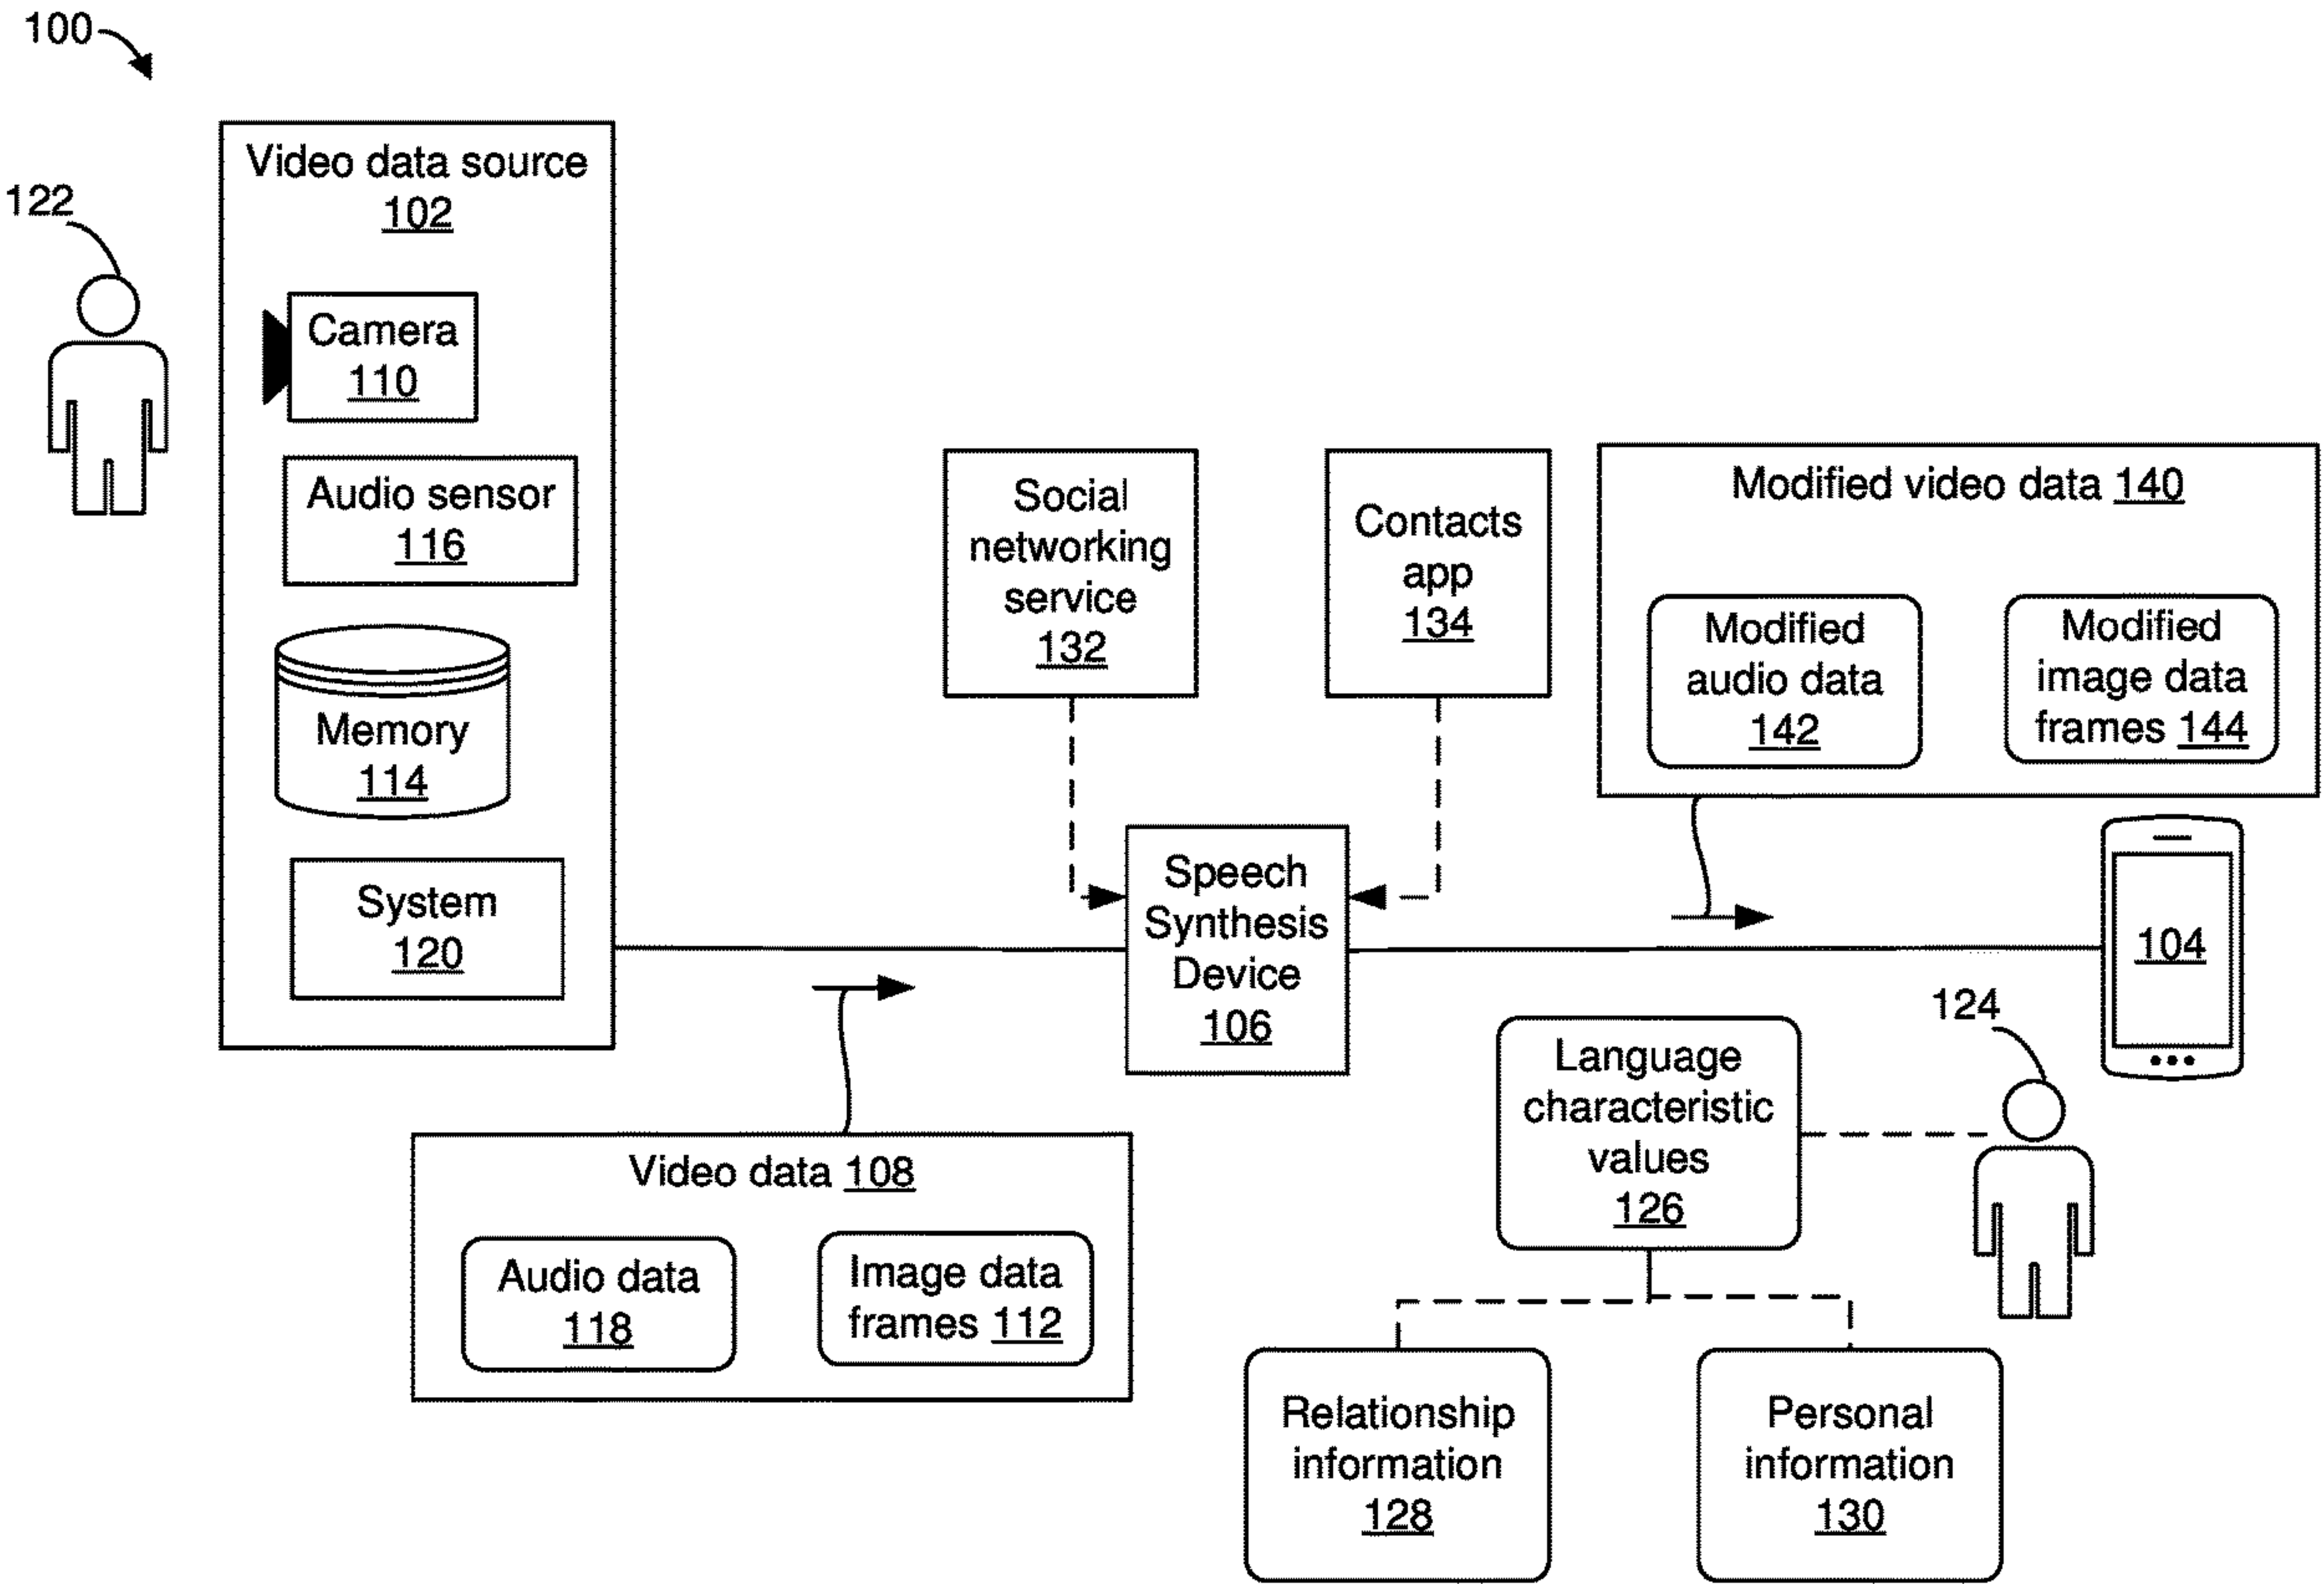 100
122
Video data source
102
Camera
110
Audio sensor
116
Memory
114
System
120
Social
networking
service
132
Contacts
app
134
Modified video data 140
Modified
audio data
142
Modified
image data
frames 144
Speech
Synthesis
Device
106
104
124
Video data 108
Audio data
118
Image data
frames 112
Language
characteristic
values
126
Relationship
information
128
Personal
information
130